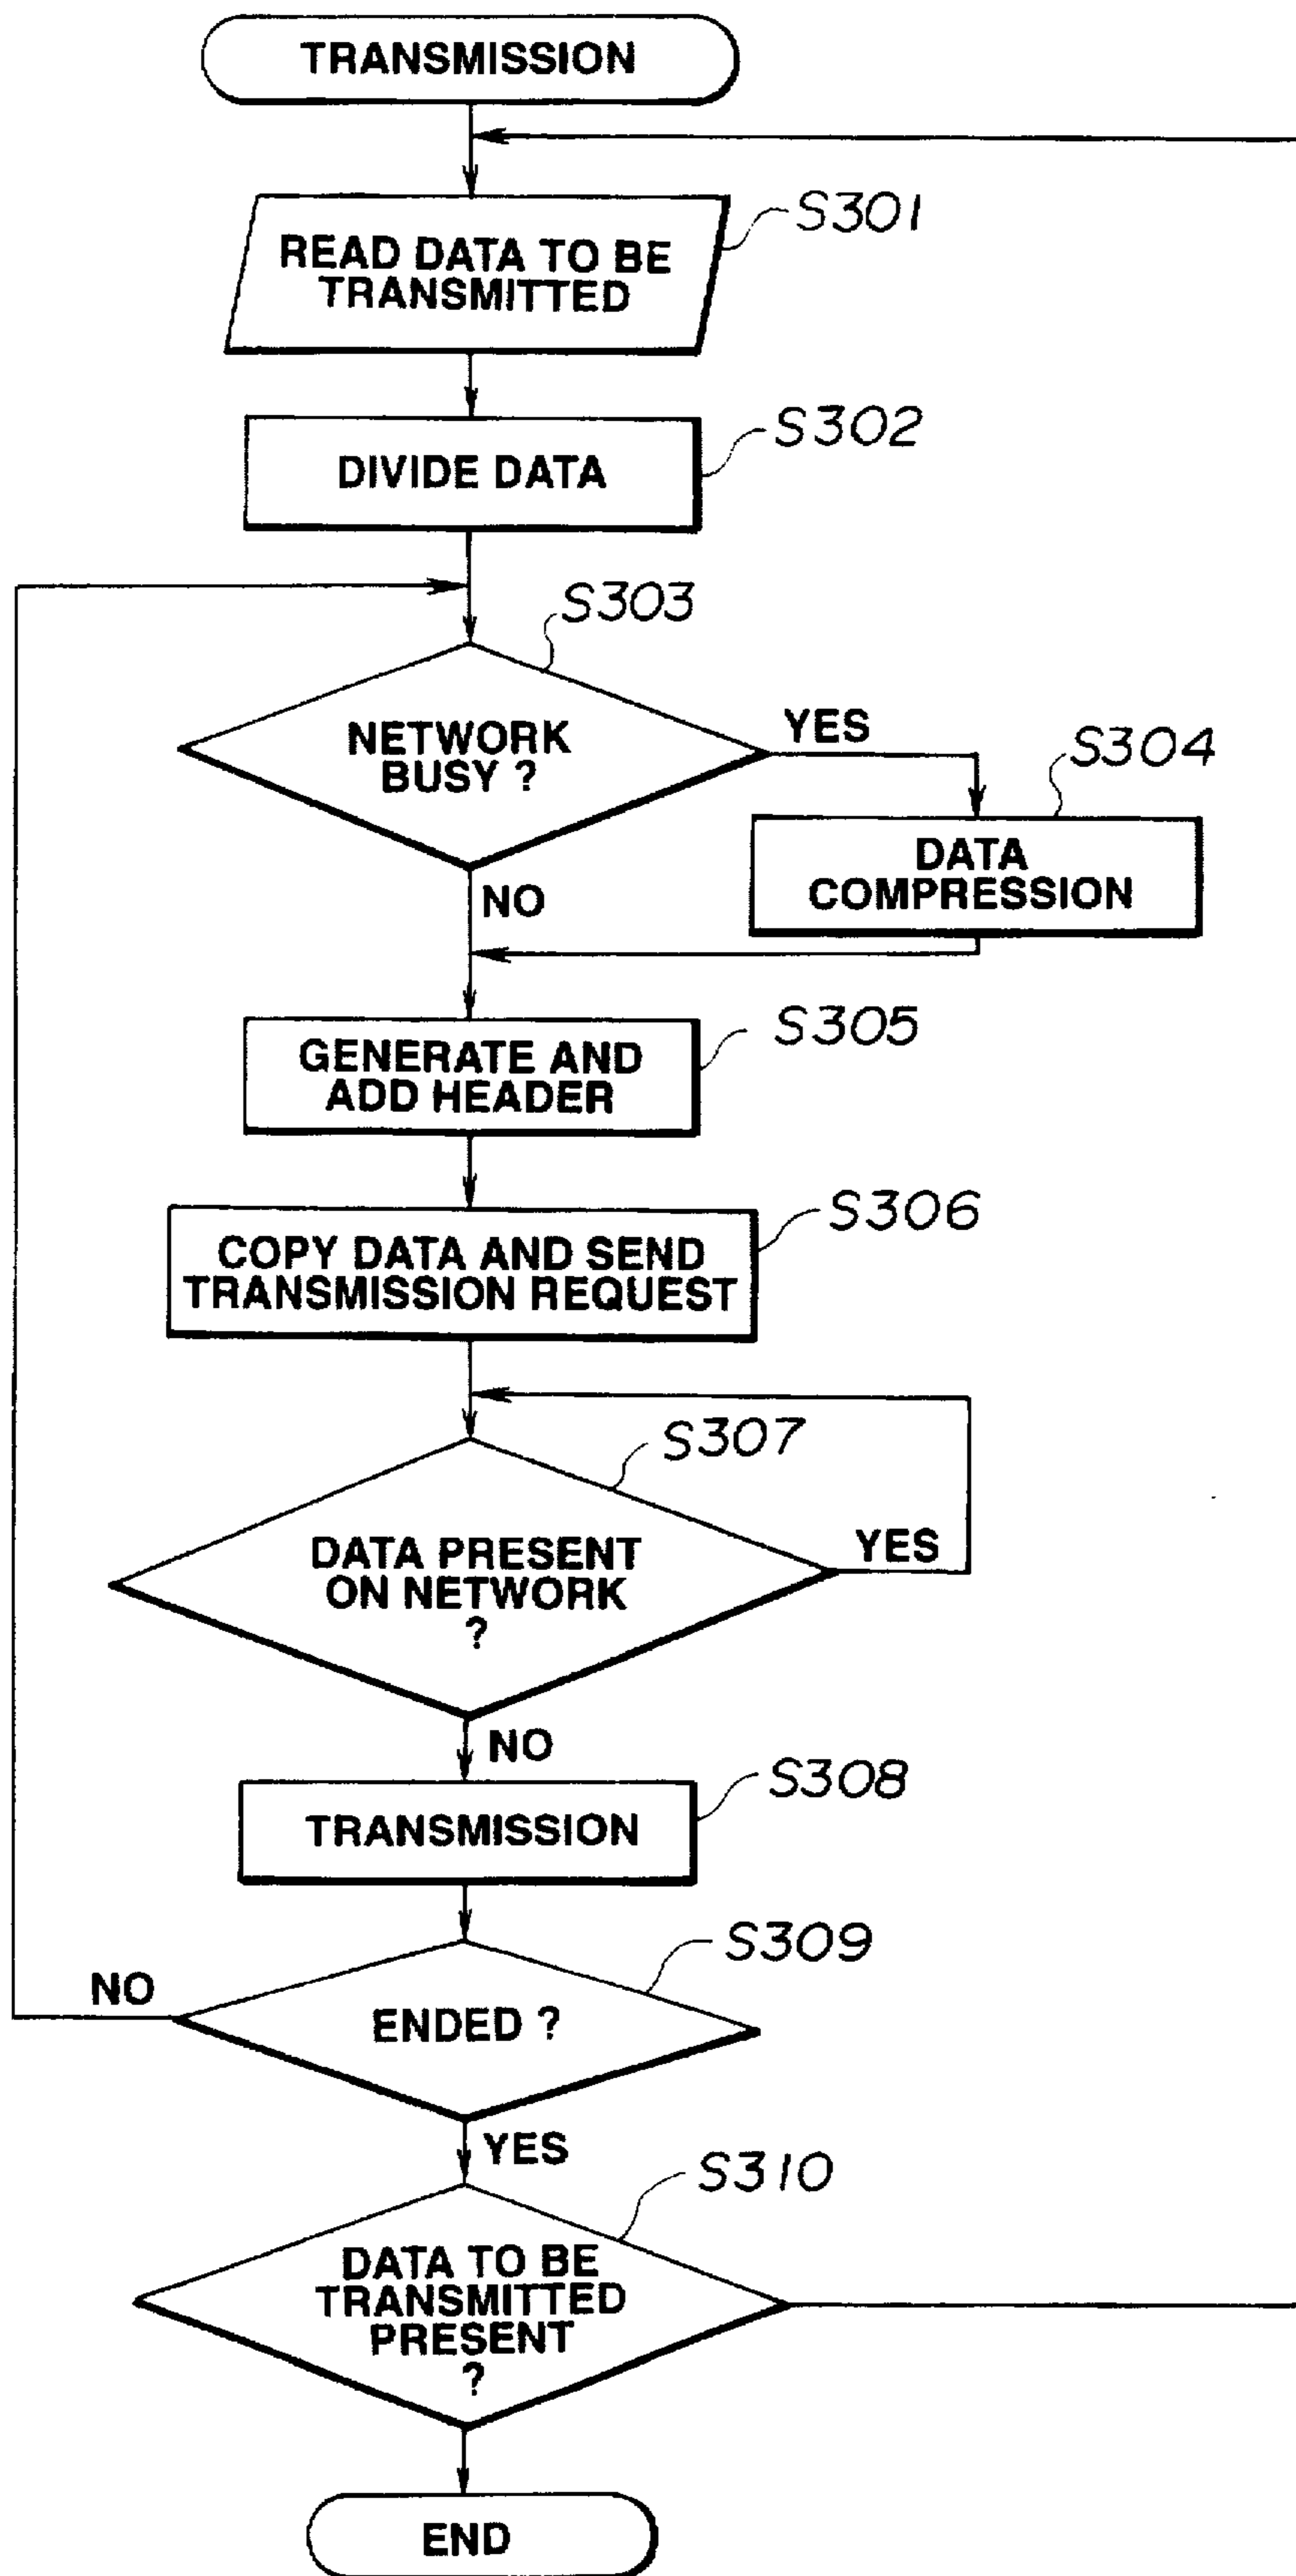 TRANSMISSION
S301
READ DATA TO BE
TRANSMITTED
S302
DIVIDE DATA
S303
NETWORK
BUSY ?
YES
S304
DATA
COMPRESSION
NO
S305
GENERATE AND
ADD HEADER
S306
COPY DATA AND SEND
TRANSMISSION REQUEST
S307
DATA PRESENT
ON NETWORK
?
YES
NO
S308
TRANSMISSION
S309
NO
ENDED ?
YES
S310
DATA TO BE
TRANSMITTED
PRESENT
?
END